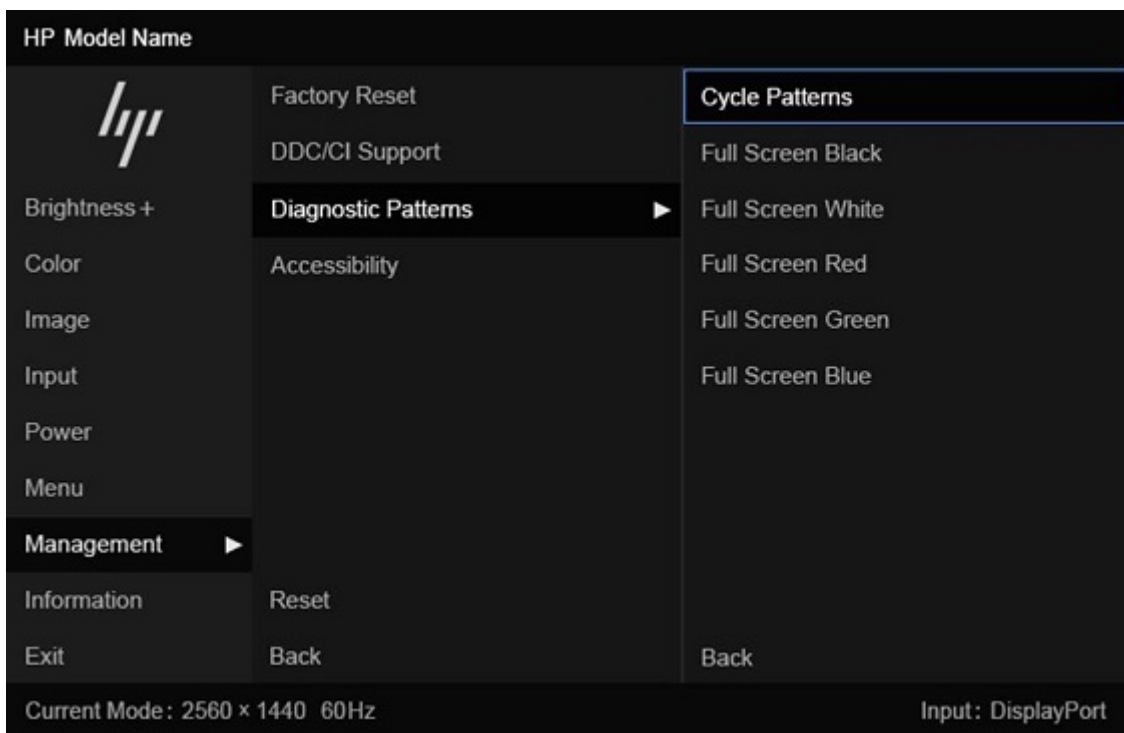 HP Model Name
hp
Brightness+
Color
Image
Input
Power
Menu
Management ▶
Information
Exit
Factory Reset
DDC/CI Support
Diagnostic Patterns ▶
Accessibility
Reset
Back
Cycle Patterns
Full Screen Black
Full Screen White
Full Screen Red
Full Screen Green
Full Screen Blue
Back
Current Mode: 2560 × 1440 60Hz
Input: DisplayPort